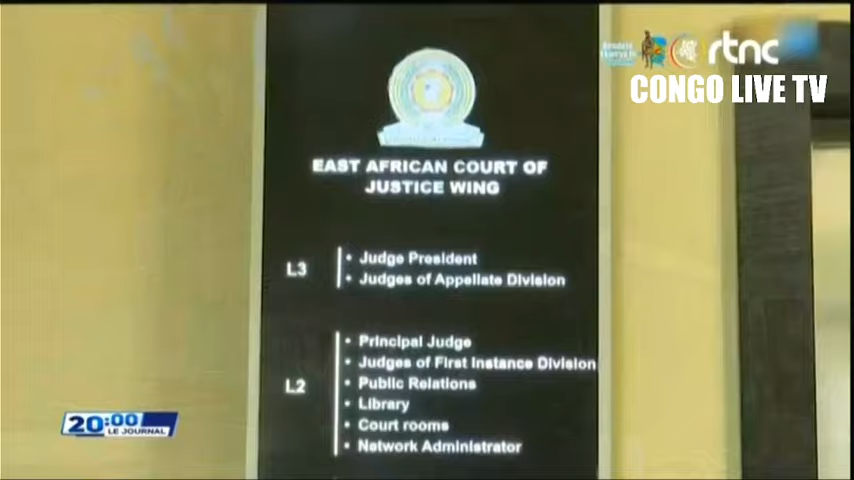 rtnc
CONGO LIVE TV
EAST AFRICAN COURT OF
JUSTICE WING
L3
• Judge President
• Judges of Appellate Division
L2
• Principal Judge
• Judges of First Instance Division
• Public Relations
• Library
• Court rooms
• Network Administrator
20:00
LE JOURNAL